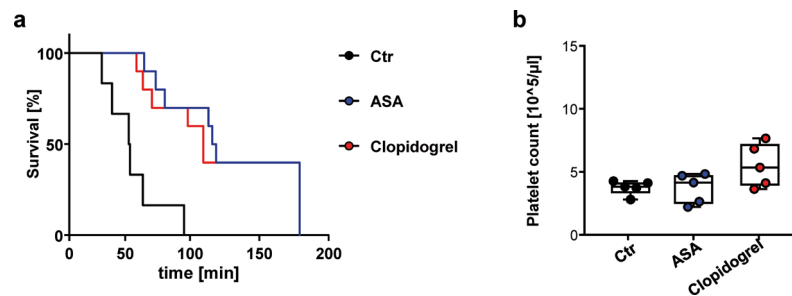 a
Survival [%]
100
50
0
0 50 100 150 200
time [min]
Ctr
ASA
Clopidogrel
b
Platelet count [10^5/µl]
15
10
5
0
Ctr
ASA
Clopidogrel